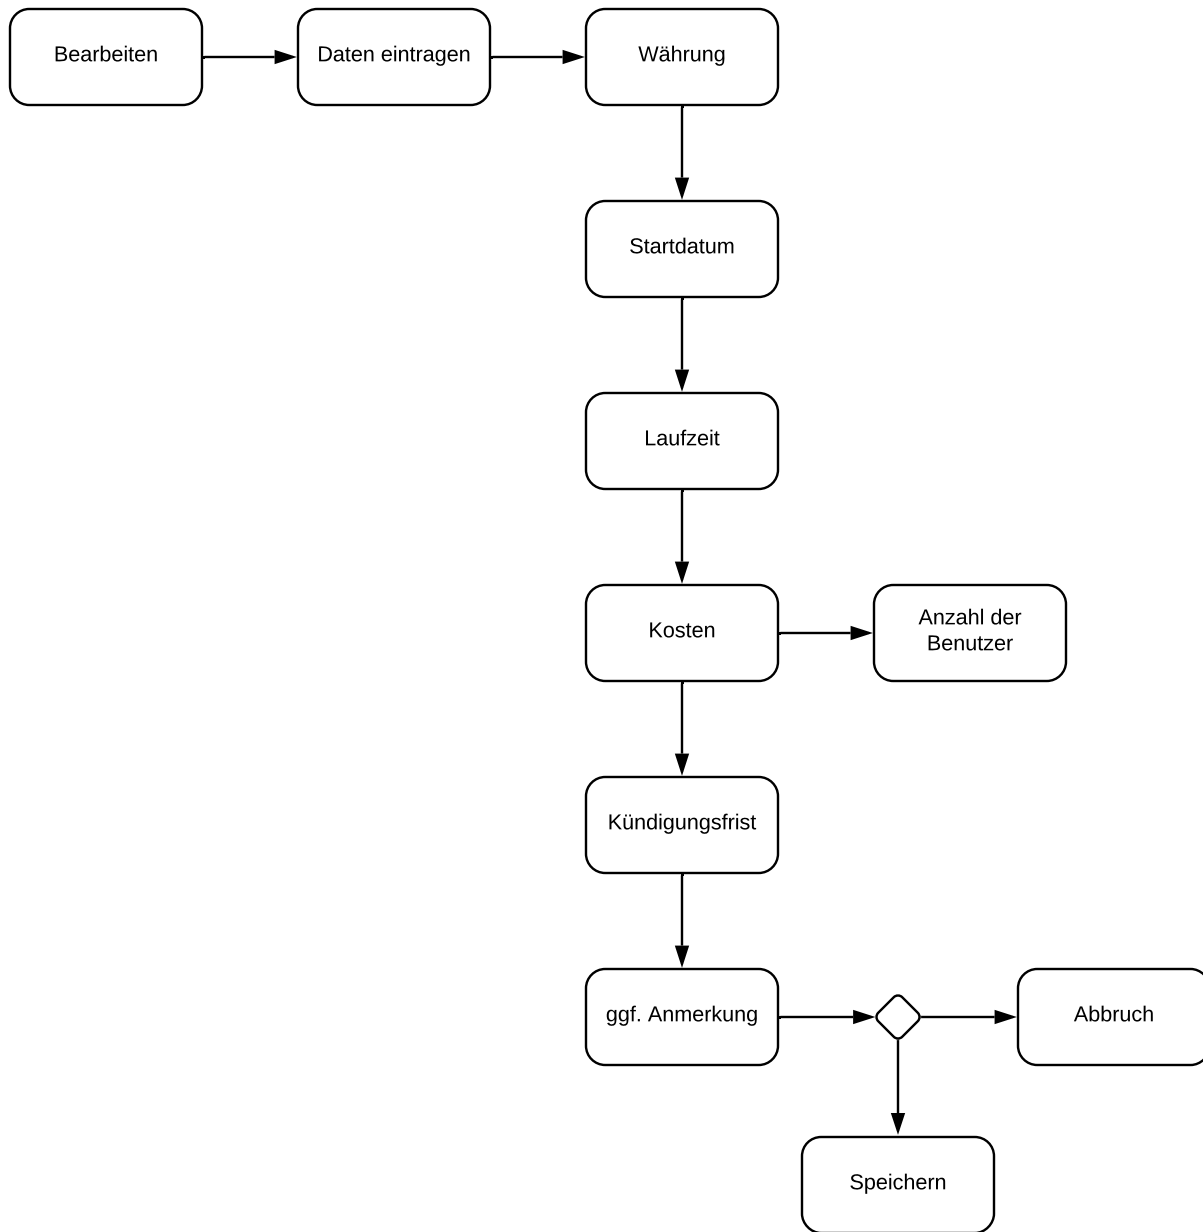 Bearbeiten
Daten eintragen
Währung
Startdatum
Laufzeit
Kosten
Anzahl der
Benutzer
Kündigungsfrist
ggf. Anmerkung
Abbruch
Speichern